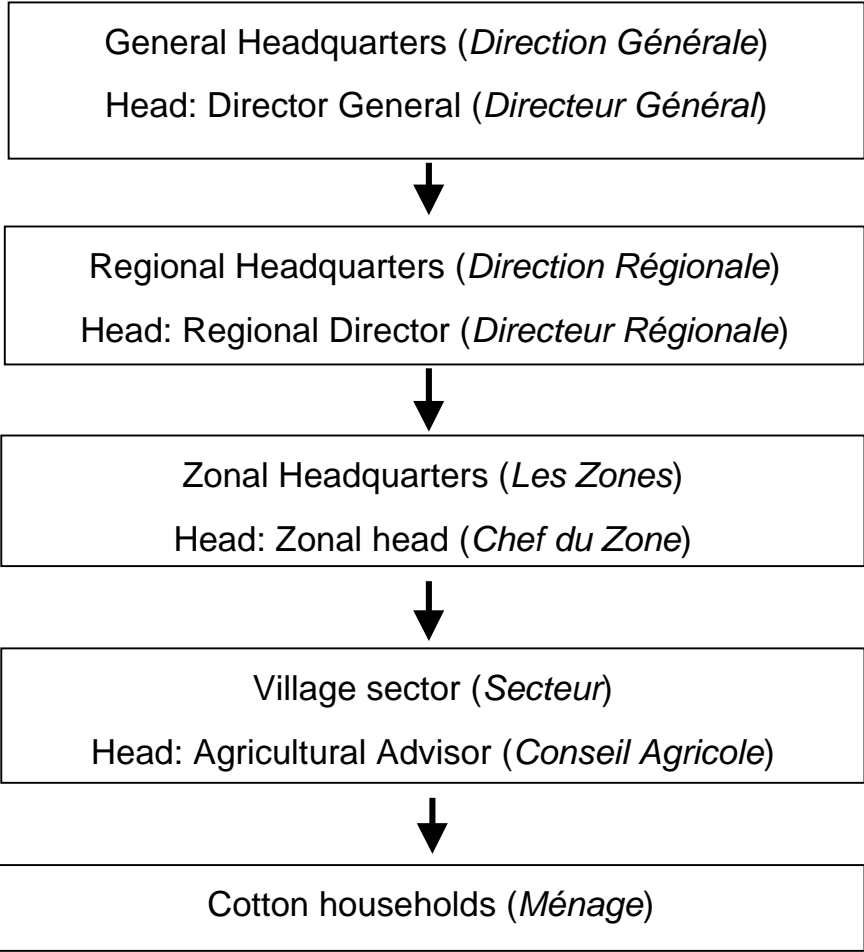 General Headquarters (Direction Générale)
Head: Director General (Directeur Général)
Regional Headquarters (Direction Régionale)
Head: Regional Director (Directeur Régionale)
Zonal Headquarters (Les Zones)
Head: Zonal head (Chef du Zone)
Village sector (Secteur)
Head: Agricultural Advisor (Conseil Agricole)
Cotton households (Ménage)